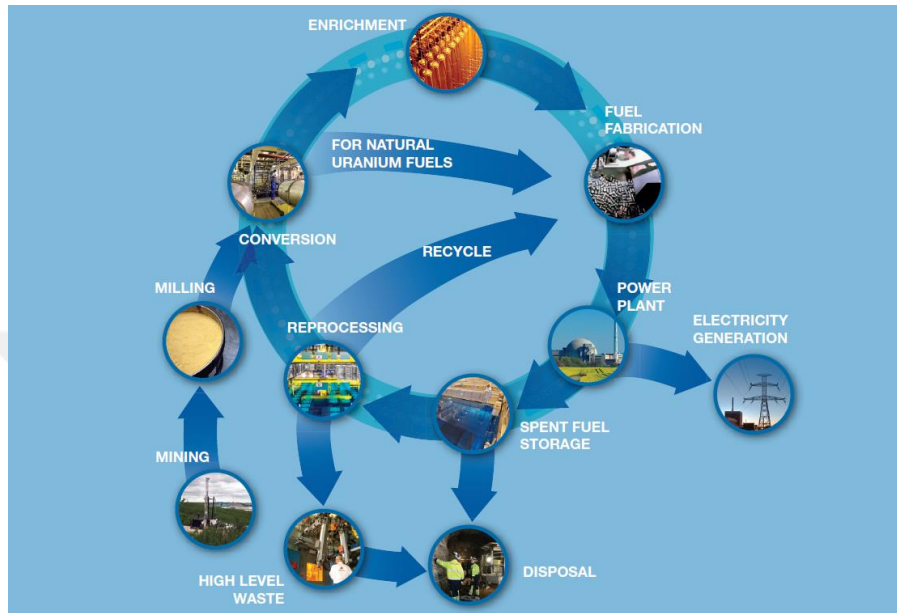 ENRICHMENT
FUEL
FABRICATION
FOR NATURAL
URANIUM FUELS
CONVERSION
RECYCLE
MILLING
REPROCESSING
POWER
PLANT
ELECTRICITY
GENERATION
SPENT FUEL
STORAGE
MINING
HIGH LEVEL
WASTE
DISPOSAL